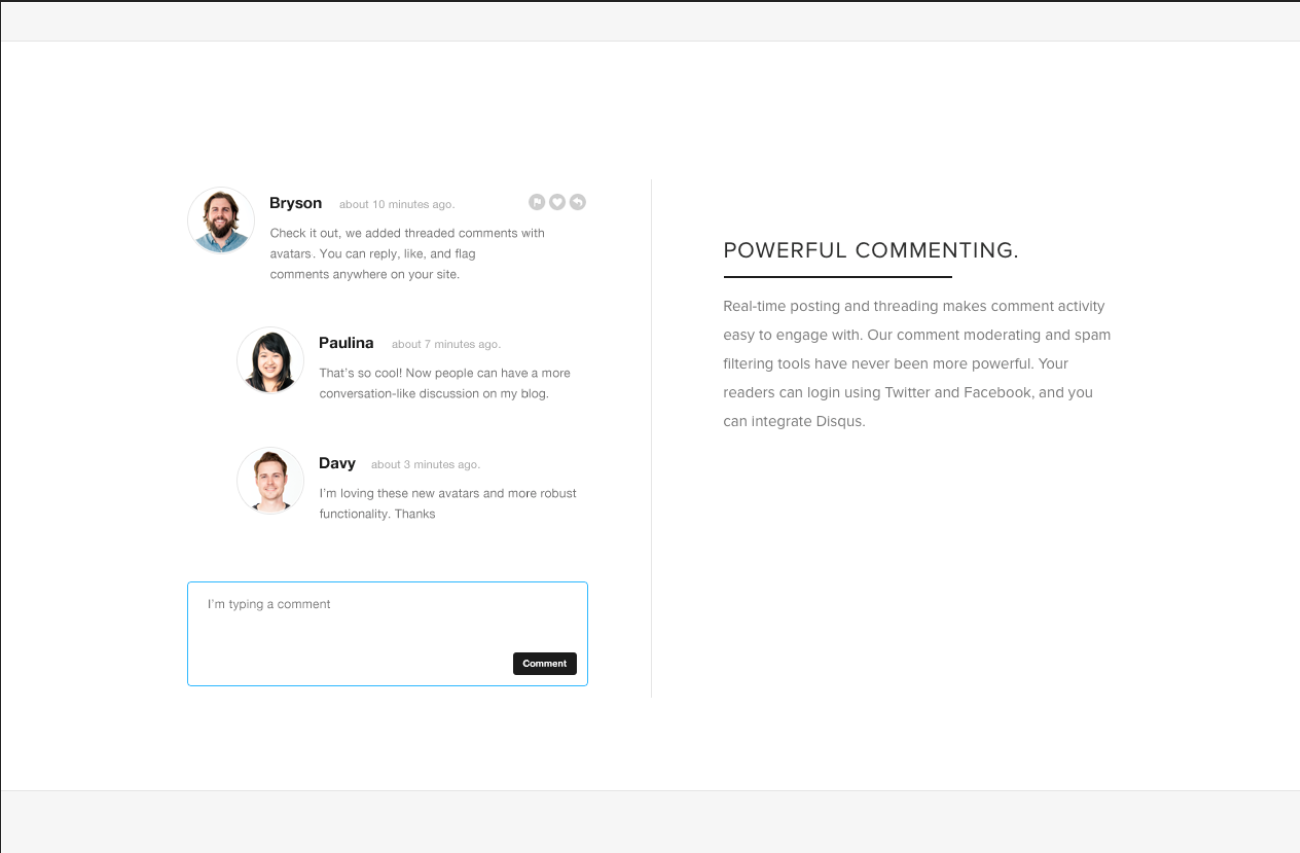 Bryson about 10 minutes ago.
Check it out, we added threaded comments with
avatars. You can reply, like, and flag
comments anywhere on your site.
Paulina about 7 minutes ago.
That's so cool! Now people can have a more
conversation-like discussion on my blog.
Davy about 3 minutes ago.
I'm loving these new avatars and more robust
functionality. Thanks
I'm typing a comment
Comment
POWERFUL COMMENTING.
Real-time posting and threading makes comment activity
easy to engage with. Our comment moderating and spam
filtering tools have never been more powerful. Your
readers can login using Twitter and Facebook, and you
can integrate Disqus.